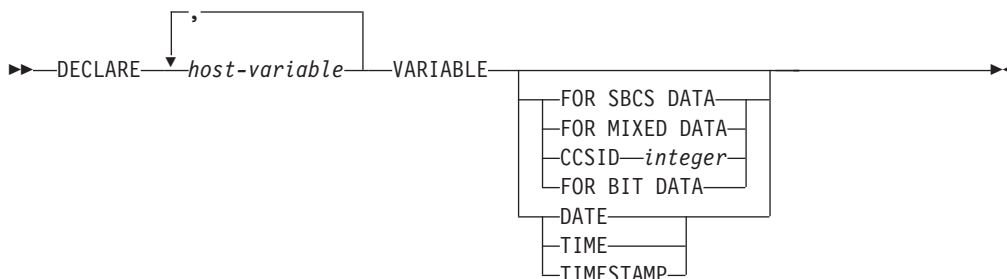 ,
DECLARE host-variable VARIABLE
FOR SBCS DATA
FOR MIXED DATA
CCSID integer
FOR BIT DATA
DATE
TIME
TIMESTAMP